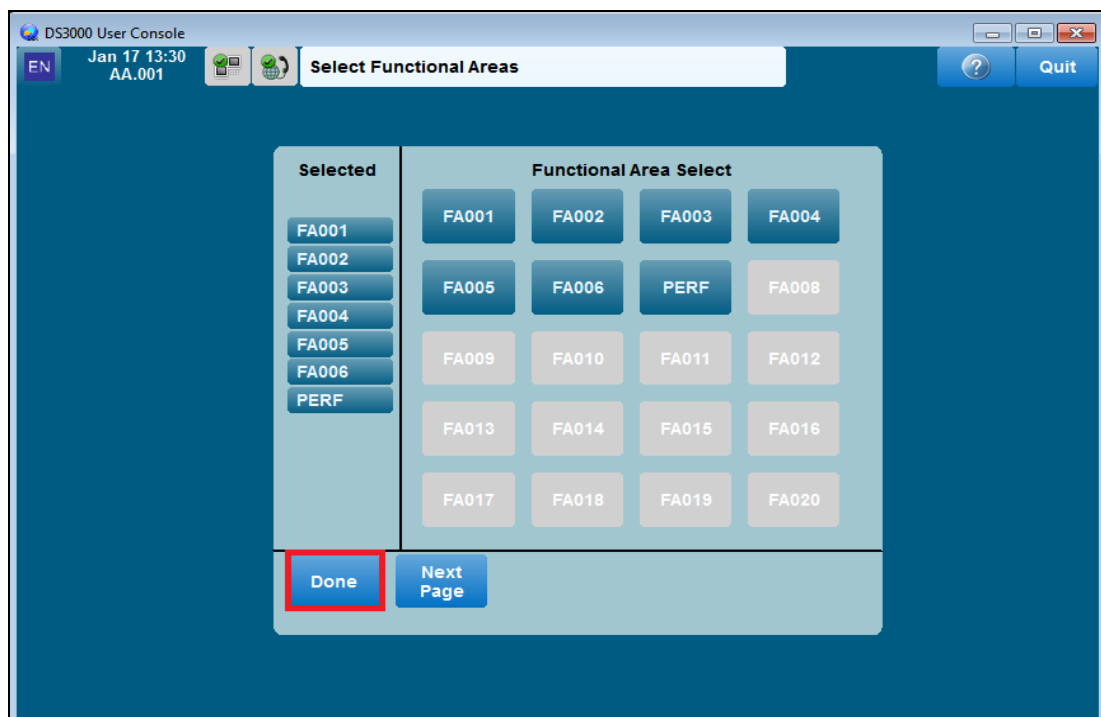 DS3000 User Console
EN
Jan 17 13:30
AA.001
Select Functional Areas
?
Quit
Selected
Functional Area Select
FA001
FA002
FA003
FA004
FA005
FA006
PERF
FA001 FA002 FA003 FA004
FA005 FA006 PERF FA008
FA009 FA010 FA011 FA012
FA013 FA014 FA015 FA016
FA017 FA018 FA019 FA020
Done
Next
Page